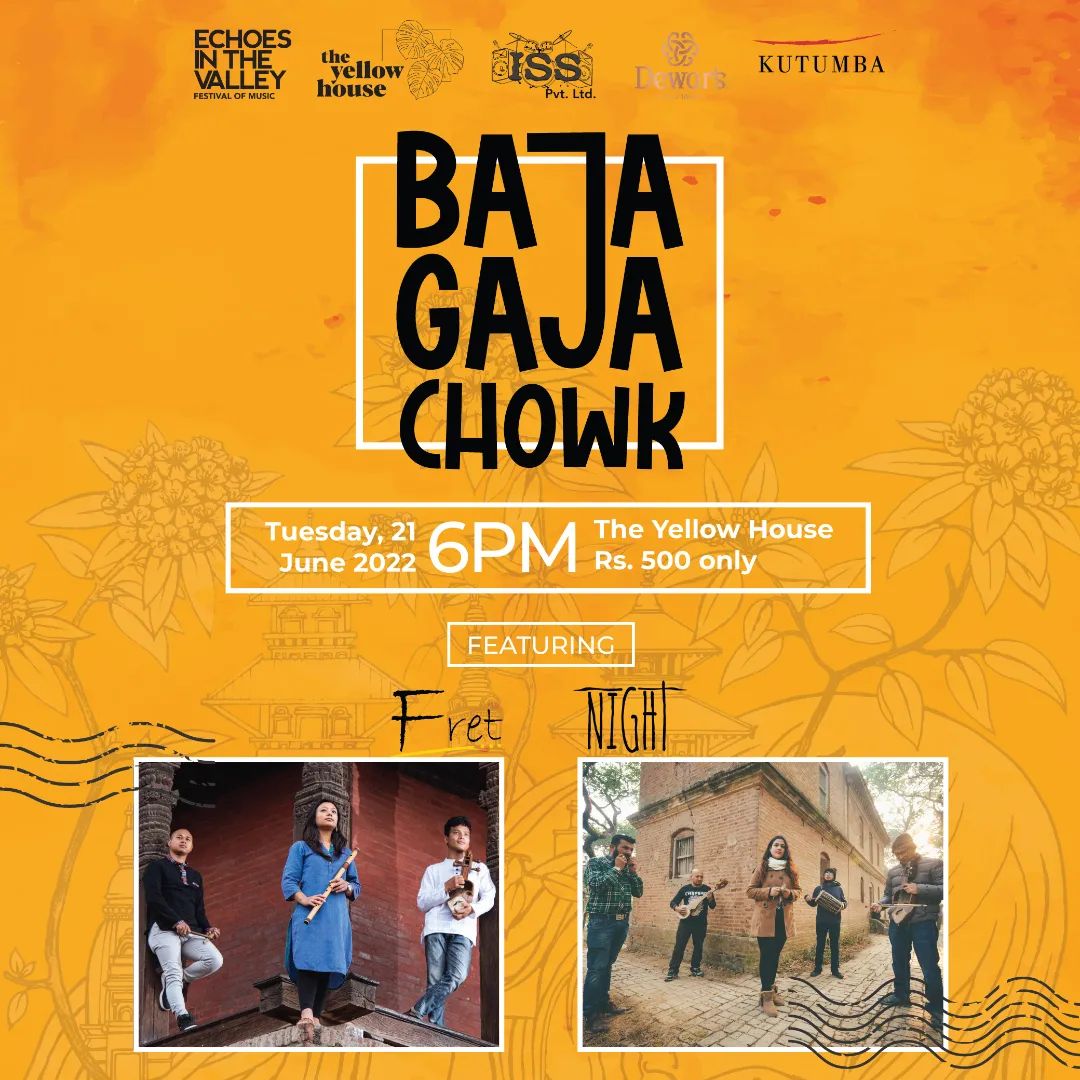 ECHOES
IN THE
VALLEY
FESTIVAL OF MUSIC
the
yellow
house
ISS
Pvt. Ltd.
Dewar's
KUTUMBA
BAJA
GAJA
CHOWK
Tuesday, 21
June 2022
6PM
The Yellow House
Rs. 500 only
FEATURING
Fret
NIGHT